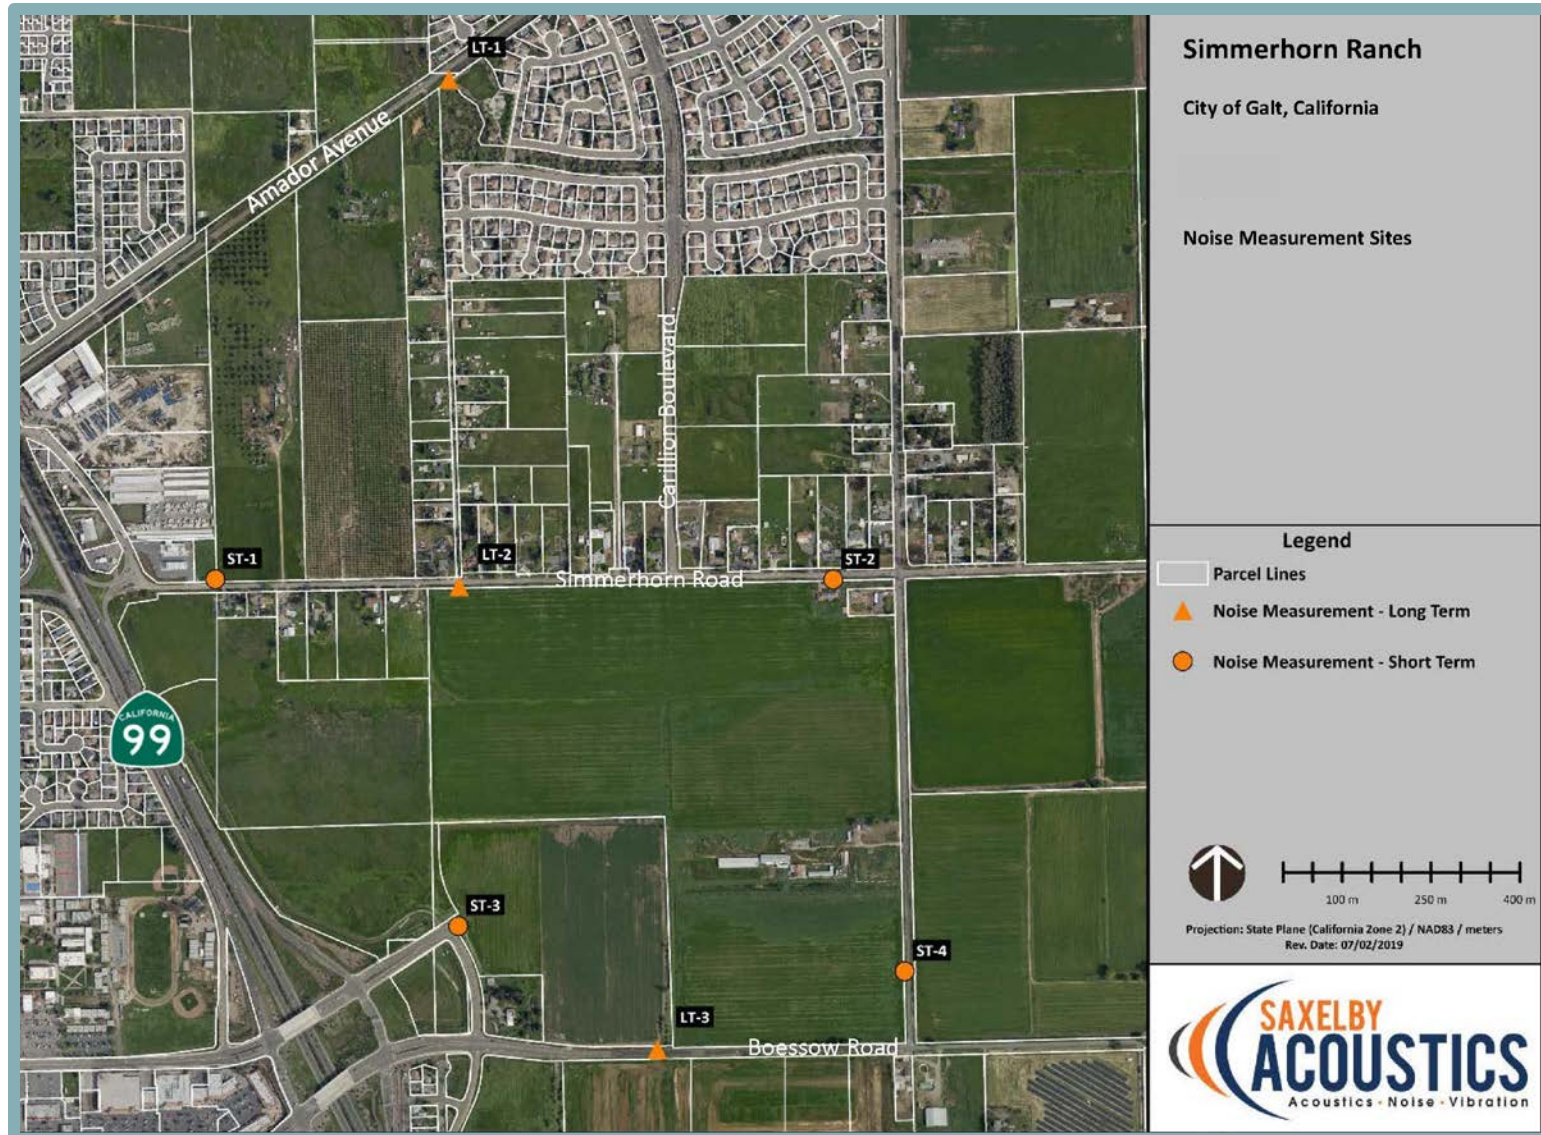 LT-1
Amador Avenue
Carillion Boulevard
ST-1
LT-2
Simmerhorn Road
ST-2
CALIFORNIA
99
ST-3
ST-4
LT-3
Boessow Road
Simmerhorn Ranch
City of Galt, California
Noise Measurement Sites
Legend
Parcel Lines
Noise Measurement - Long Term
Noise Measurement - Short Term
100 m 250 m 400 m
Projection: State Plane (California Zone 2) / NAD83 / meters
Rev. Date: 07/02/2019
SAXELBY
ACOUSTICS
Acoustics • Noise • Vibration